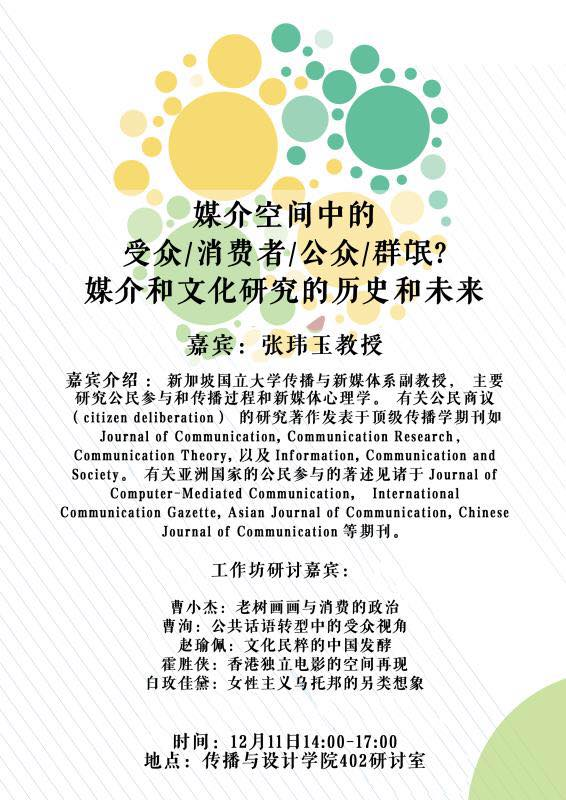 媒介空间中的
受众/消费者/公众/群氓?
媒介和文化研究的历史和未来
嘉宾：张玮玉教授
嘉宾介绍 ： 新加坡国立大学传播与新媒体系副教授， 主要
研究公民参与和传播过程和新媒体心理学。 有关公民商议
（citizen deliberation） 的研究著作发表于顶级传播学期刊如
Journal of Communication, Communication Research,
Communication Theory, 以及 Information, Communication and
Society。 有关亚洲国家的公民参与的著述见诸于 Journal of
Computer-Mediated Communication, International
Communication Gazette, Asian Journal of Communication, Chinese
Journal of Communication 等期刊。
工作坊研讨嘉宾：
曹小杰：老树画画与消费的政治
曹洵：公共话语转型中的受众视角
赵瑜佩：文化民粹的中国发酵
霍胜侠：香港独立电影的空间再现
白玫佳黛：女性主义乌托邦的另类想象
时间：12月11日14:00-17:00
地点：传播与设计学院402研讨室